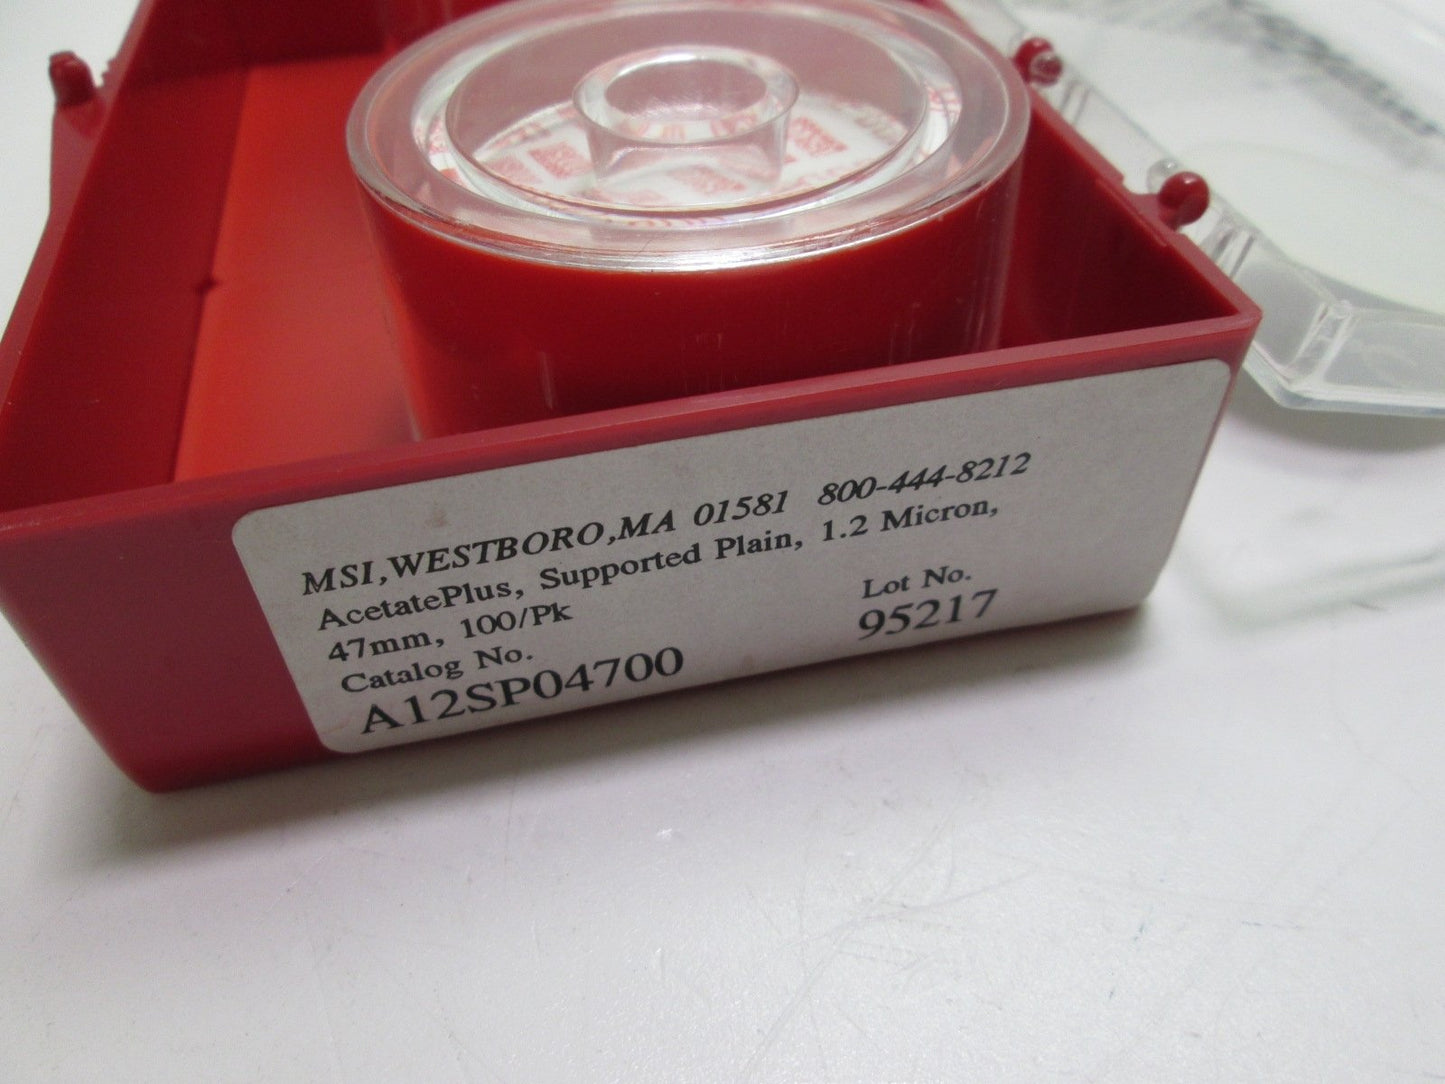 MSI,WESTBORO,MA 01581 800-444-8212
AcetatePlus, Supported Plain, 1.2 Micron,
47mm, 100/Pk
Catalog No. Lot No.
A12SP04700 95217